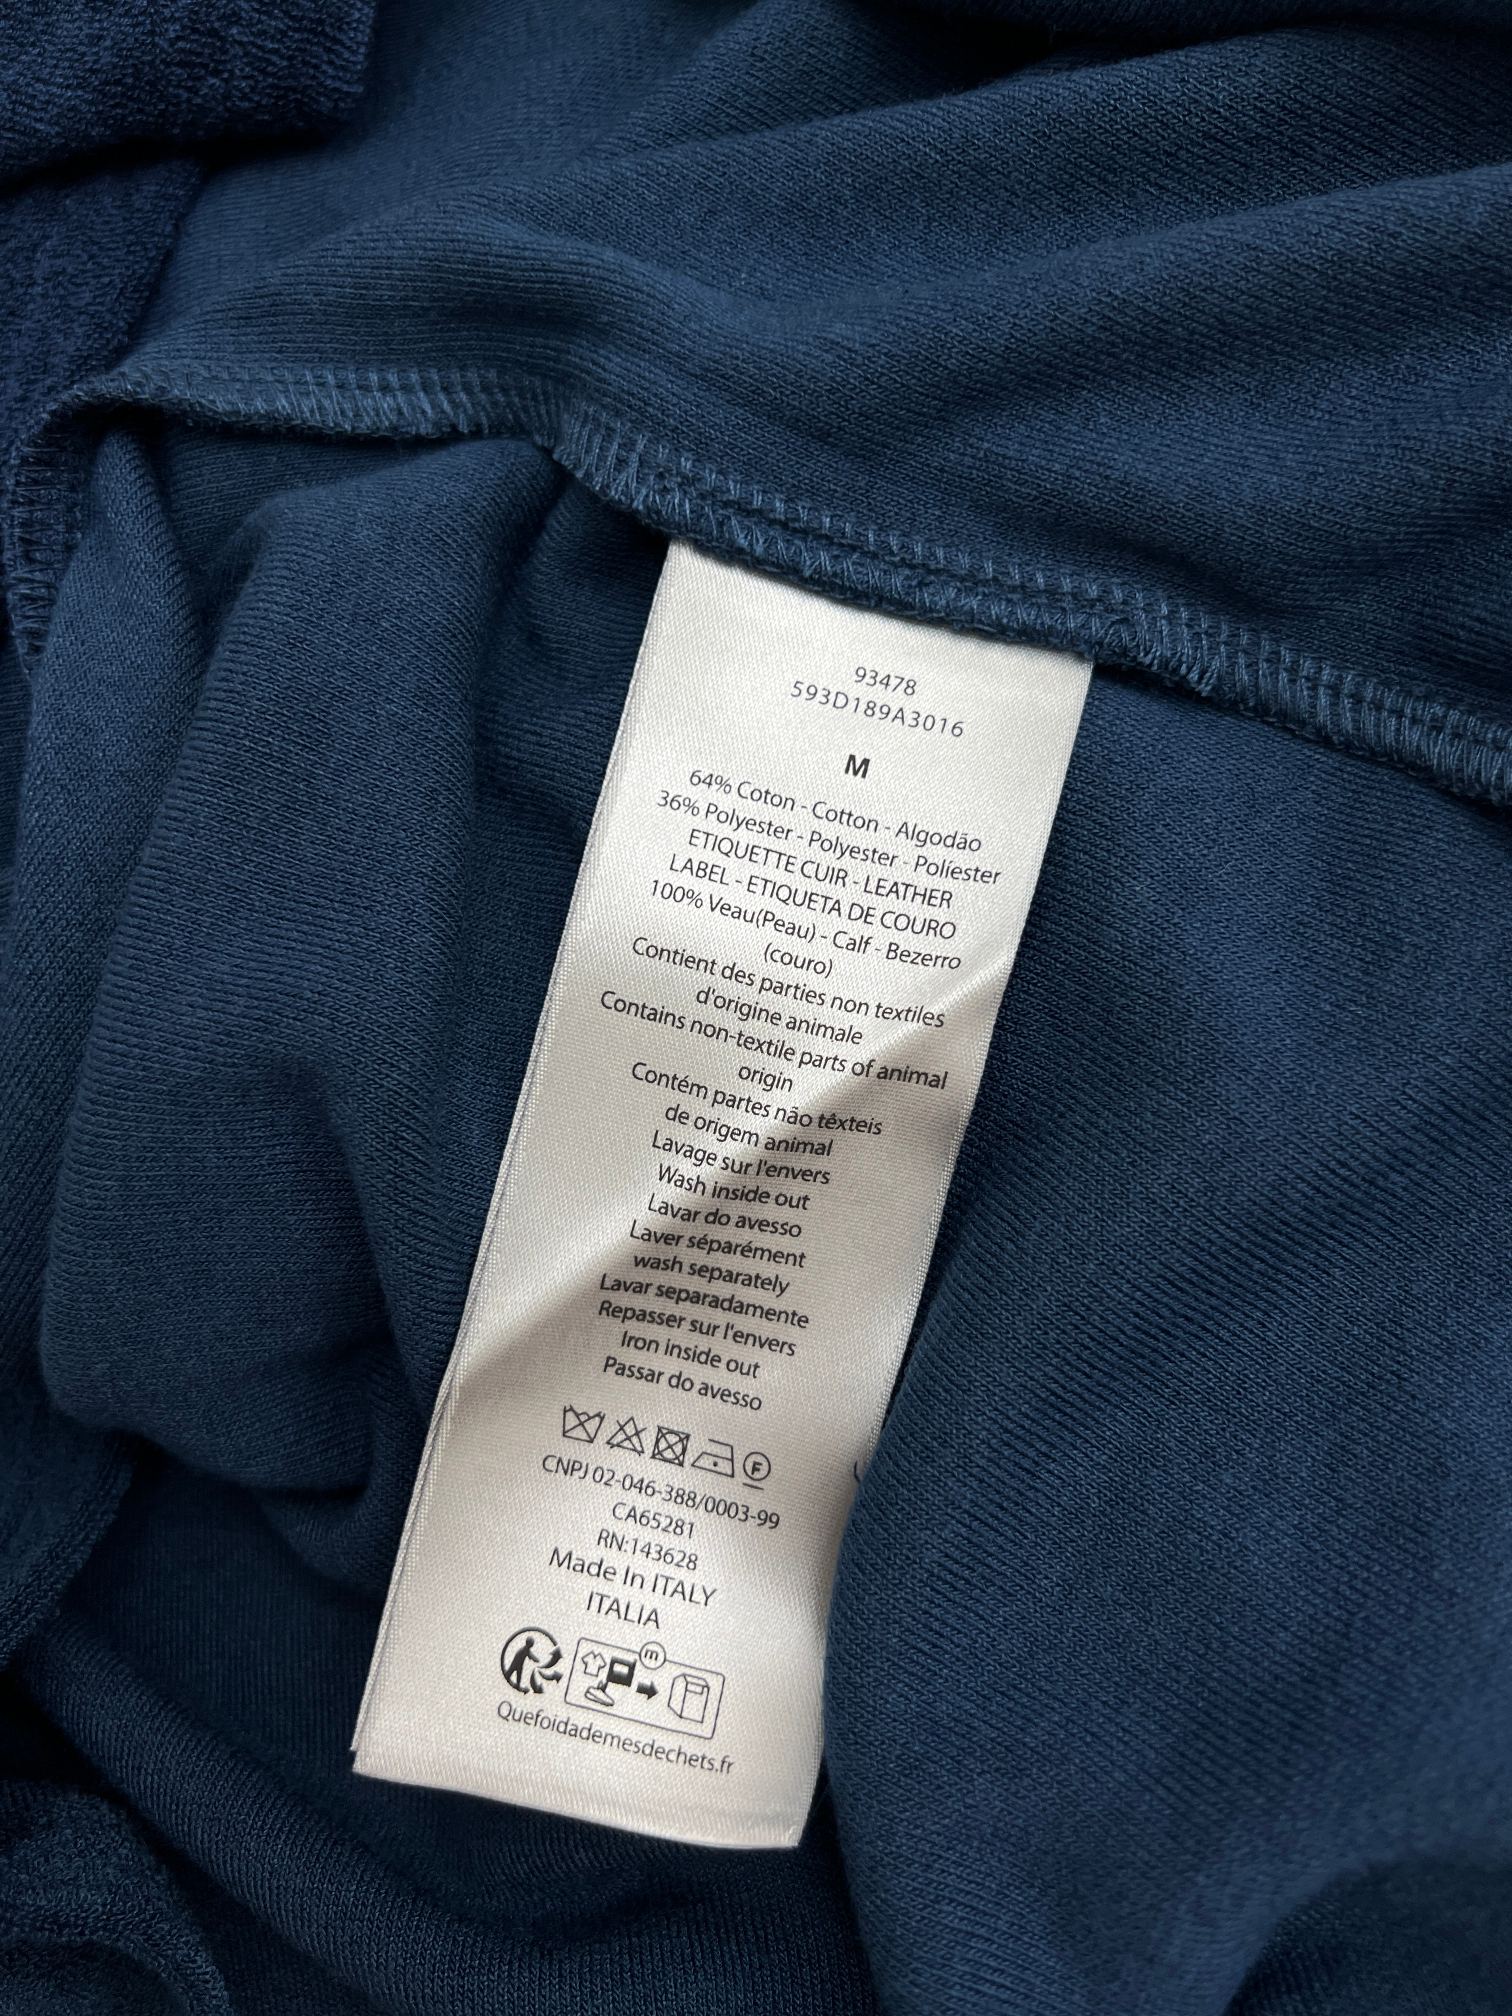 93478
593D189A3016
M
64% Coton - Cotton - Algodão
36% Polyester - Polyester - Políester
ETIQUETTE CUIR - LEATHER
LABEL - ETIQUETA DE COURO
100% Veau(Peau) - Calf - Bezerro
(couro)
Contient des parties non textiles
d'origine animale
Contains non-textile parts of animal
origin
Contém partes não têxteis
de origem animal
Lavage sur l'envers
Wash inside out
Lavar do avesso
Laver séparément
wash separately
Lavar separadamente
Repasser sur l'envers
Iron inside out
Passar do avesso
F
CNPJ 02-046-388/0003-99
CA65281
RN:143628
Made In ITALY
ITALIA
m
Quefoidademesdechets.fr